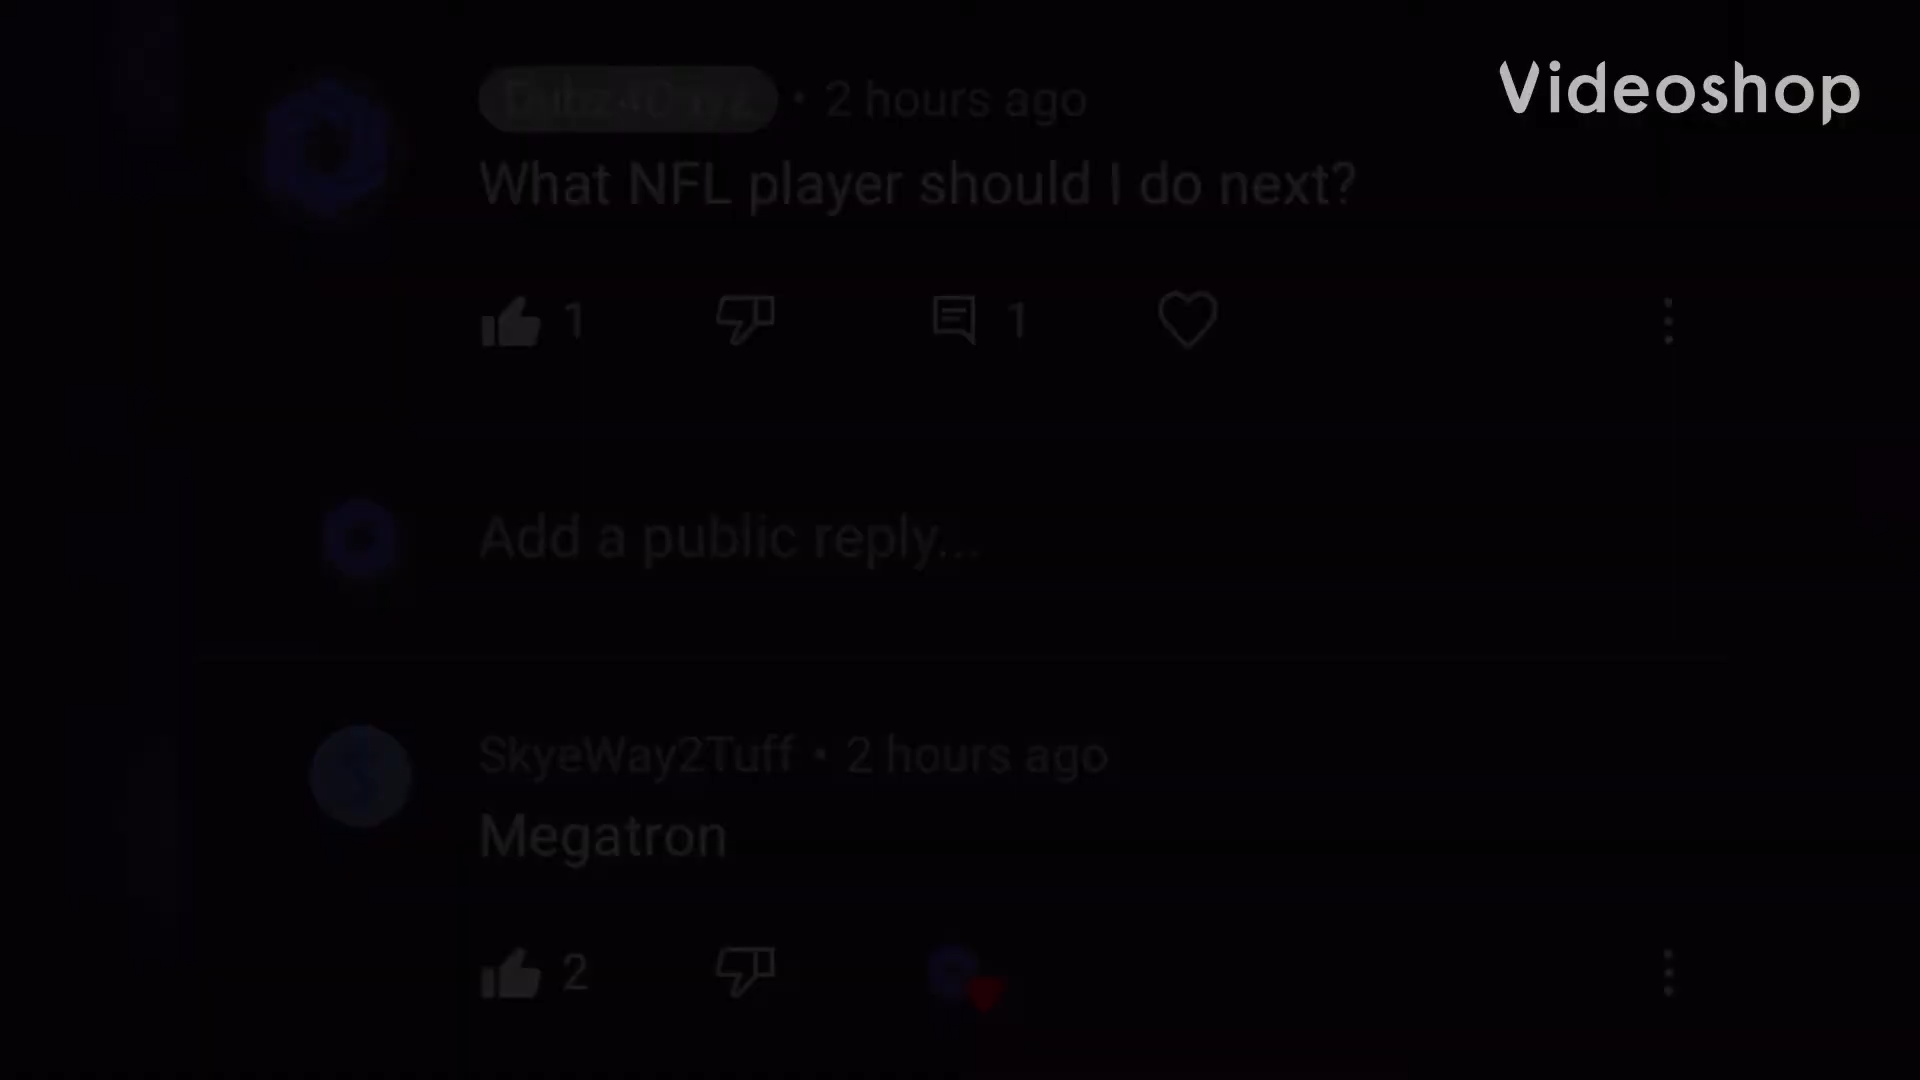 Videoshop
• 2 hours ago
What NFL player should I do next?
1
1
Add a public reply...
SkyeWay2Tuff • 2 hours ago
Megatron
2